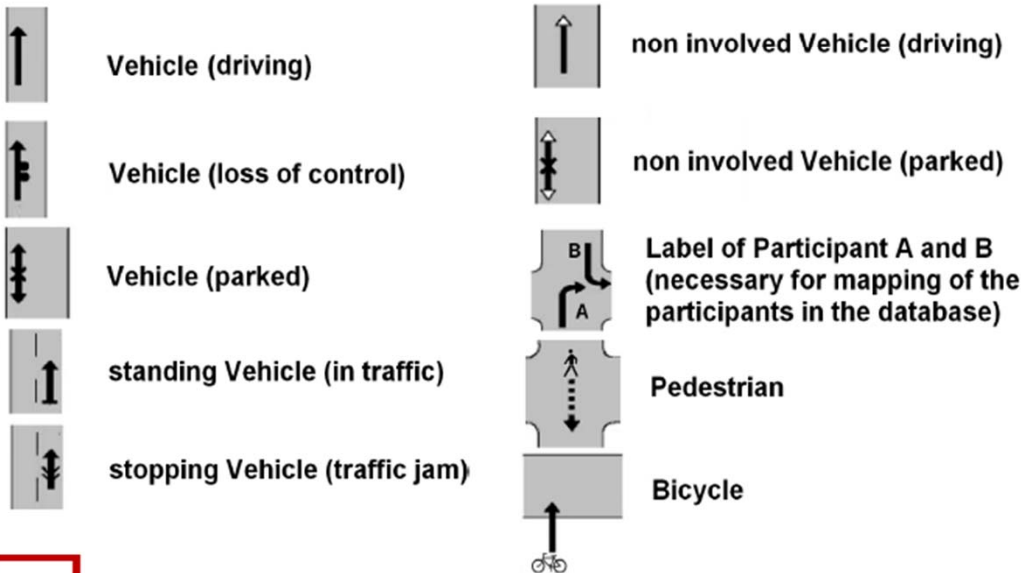 Vehicle (driving)
Vehicle (loss of control)
Vehicle (parked)
standing Vehicle (in traffic)
stopping Vehicle (traffic jam)
non involved Vehicle (driving)
non involved Vehicle (parked)
B
A
Label of Participant A and B
(necessary for mapping of the
participants in the database)
Pedestrian
Bicycle